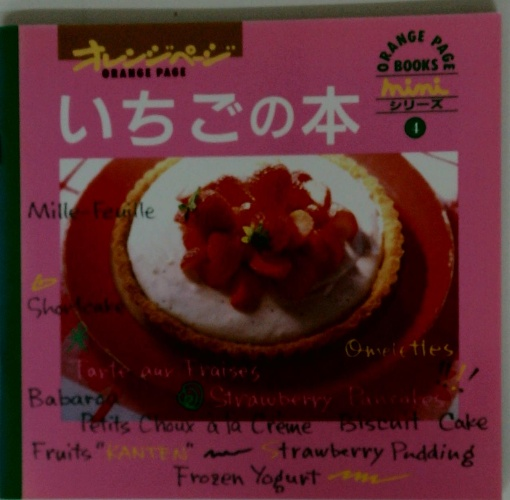 オレンジページ
ORANGE PAGE
いちごの本
ORANGE PAGE
BOOKS
mini
シリーズ
1
Mille-Feuille
Shortcake
Omelettes
Tarte aux Fraises
Babaroa
Strawberry Pancakes
Petits Choux à la Crème Biscuit Cake
Fruits "KANTEN" Strawberry Pudding
Frozen Yogurt